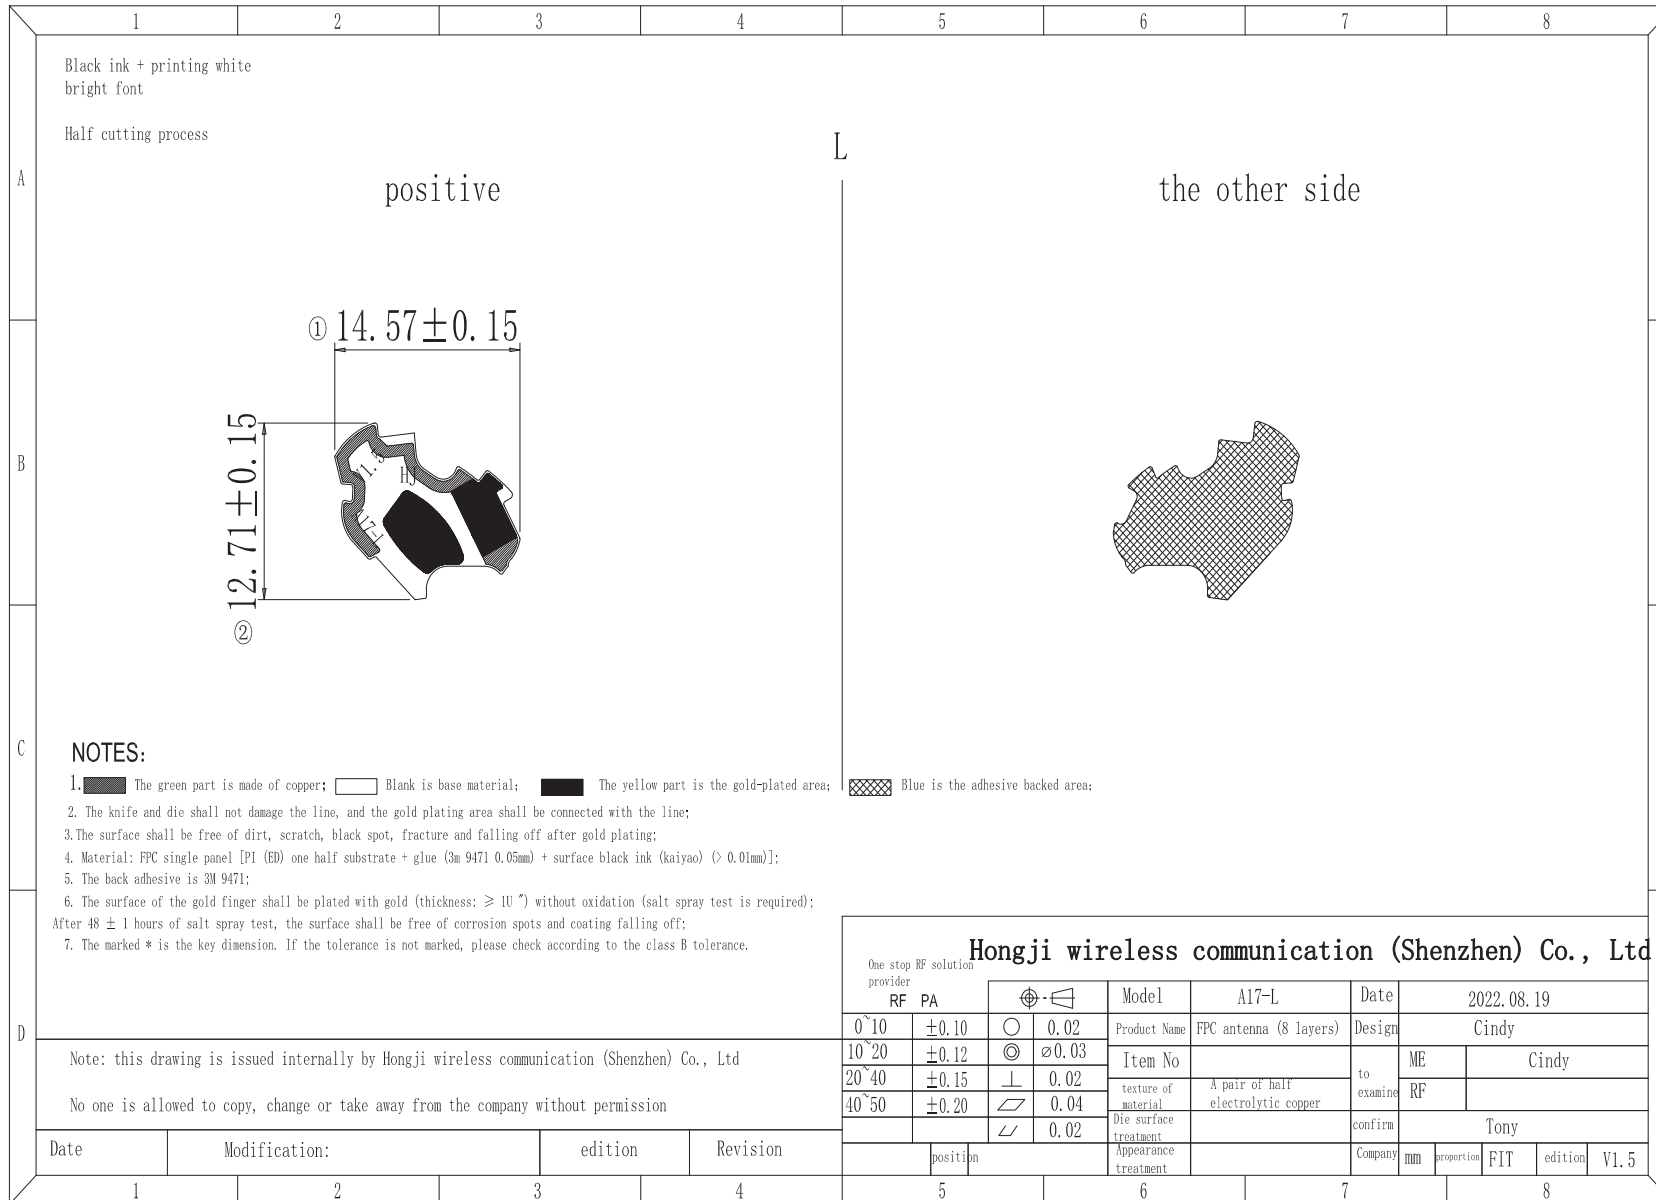 1 2 3 4 5 6 7 8
Black ink + printing white
bright font
Half cutting process
L
A
positive
the other side
① 14.57±0.15
12.71±0.15
②
B
V1.5
HJ
A17-L
C
NOTES:
1. The green part is made of copper; Blank is base material; The yellow part is the gold-plated area; Blue is the adhesive backed area;
2. The knife and die shall not damage the line, and the gold plating area shall be connected with the line;
3.The surface shall be free of dirt, scratch, black spot, fracture and falling off after gold plating;
4. Material: FPC single panel [PI (ED) one half substrate + glue (3m 9471 0.05mm) + surface black ink (kaiyao) (> 0.01mm)];
5. The back adhesive is 3M 9471;
6. The surface of the gold finger shall be plated with gold (thickness: ≥ 1U ") without oxidation (salt spray test is required);
After 48 ± 1 hours of salt spray test, the surface shall be free of corrosion spots and coating falling off;
7. The marked * is the key dimension. If the tolerance is not marked, please check according to the class B tolerance.
D
Note: this drawing is issued internally by Hongji wireless communication (Shenzhen) Co., Ltd
No one is allowed to copy, change or take away from the company without permission
Date Modification: edition Revision
Hongji wireless communication (Shenzhen) Co., Ltd
One stop RF solution
provider
RF PA
Model A17-L Date 2022.08.19
0~10 ±0.10 0.02 Product Name FPC antenna (8 layers) Design Cindy
10~20 ±0.12 ⌀0.03 Item No to examine ME Cindy
20~40 ±0.15 0.02 texture of material A pair of half electrolytic copper RF
40~50 ±0.20 0.04
0.02 Die surface treatment confirm Tony
position Appearance treatment Company mm proportion FIT edition V1.5
1 2 3 4 5 6 7 8